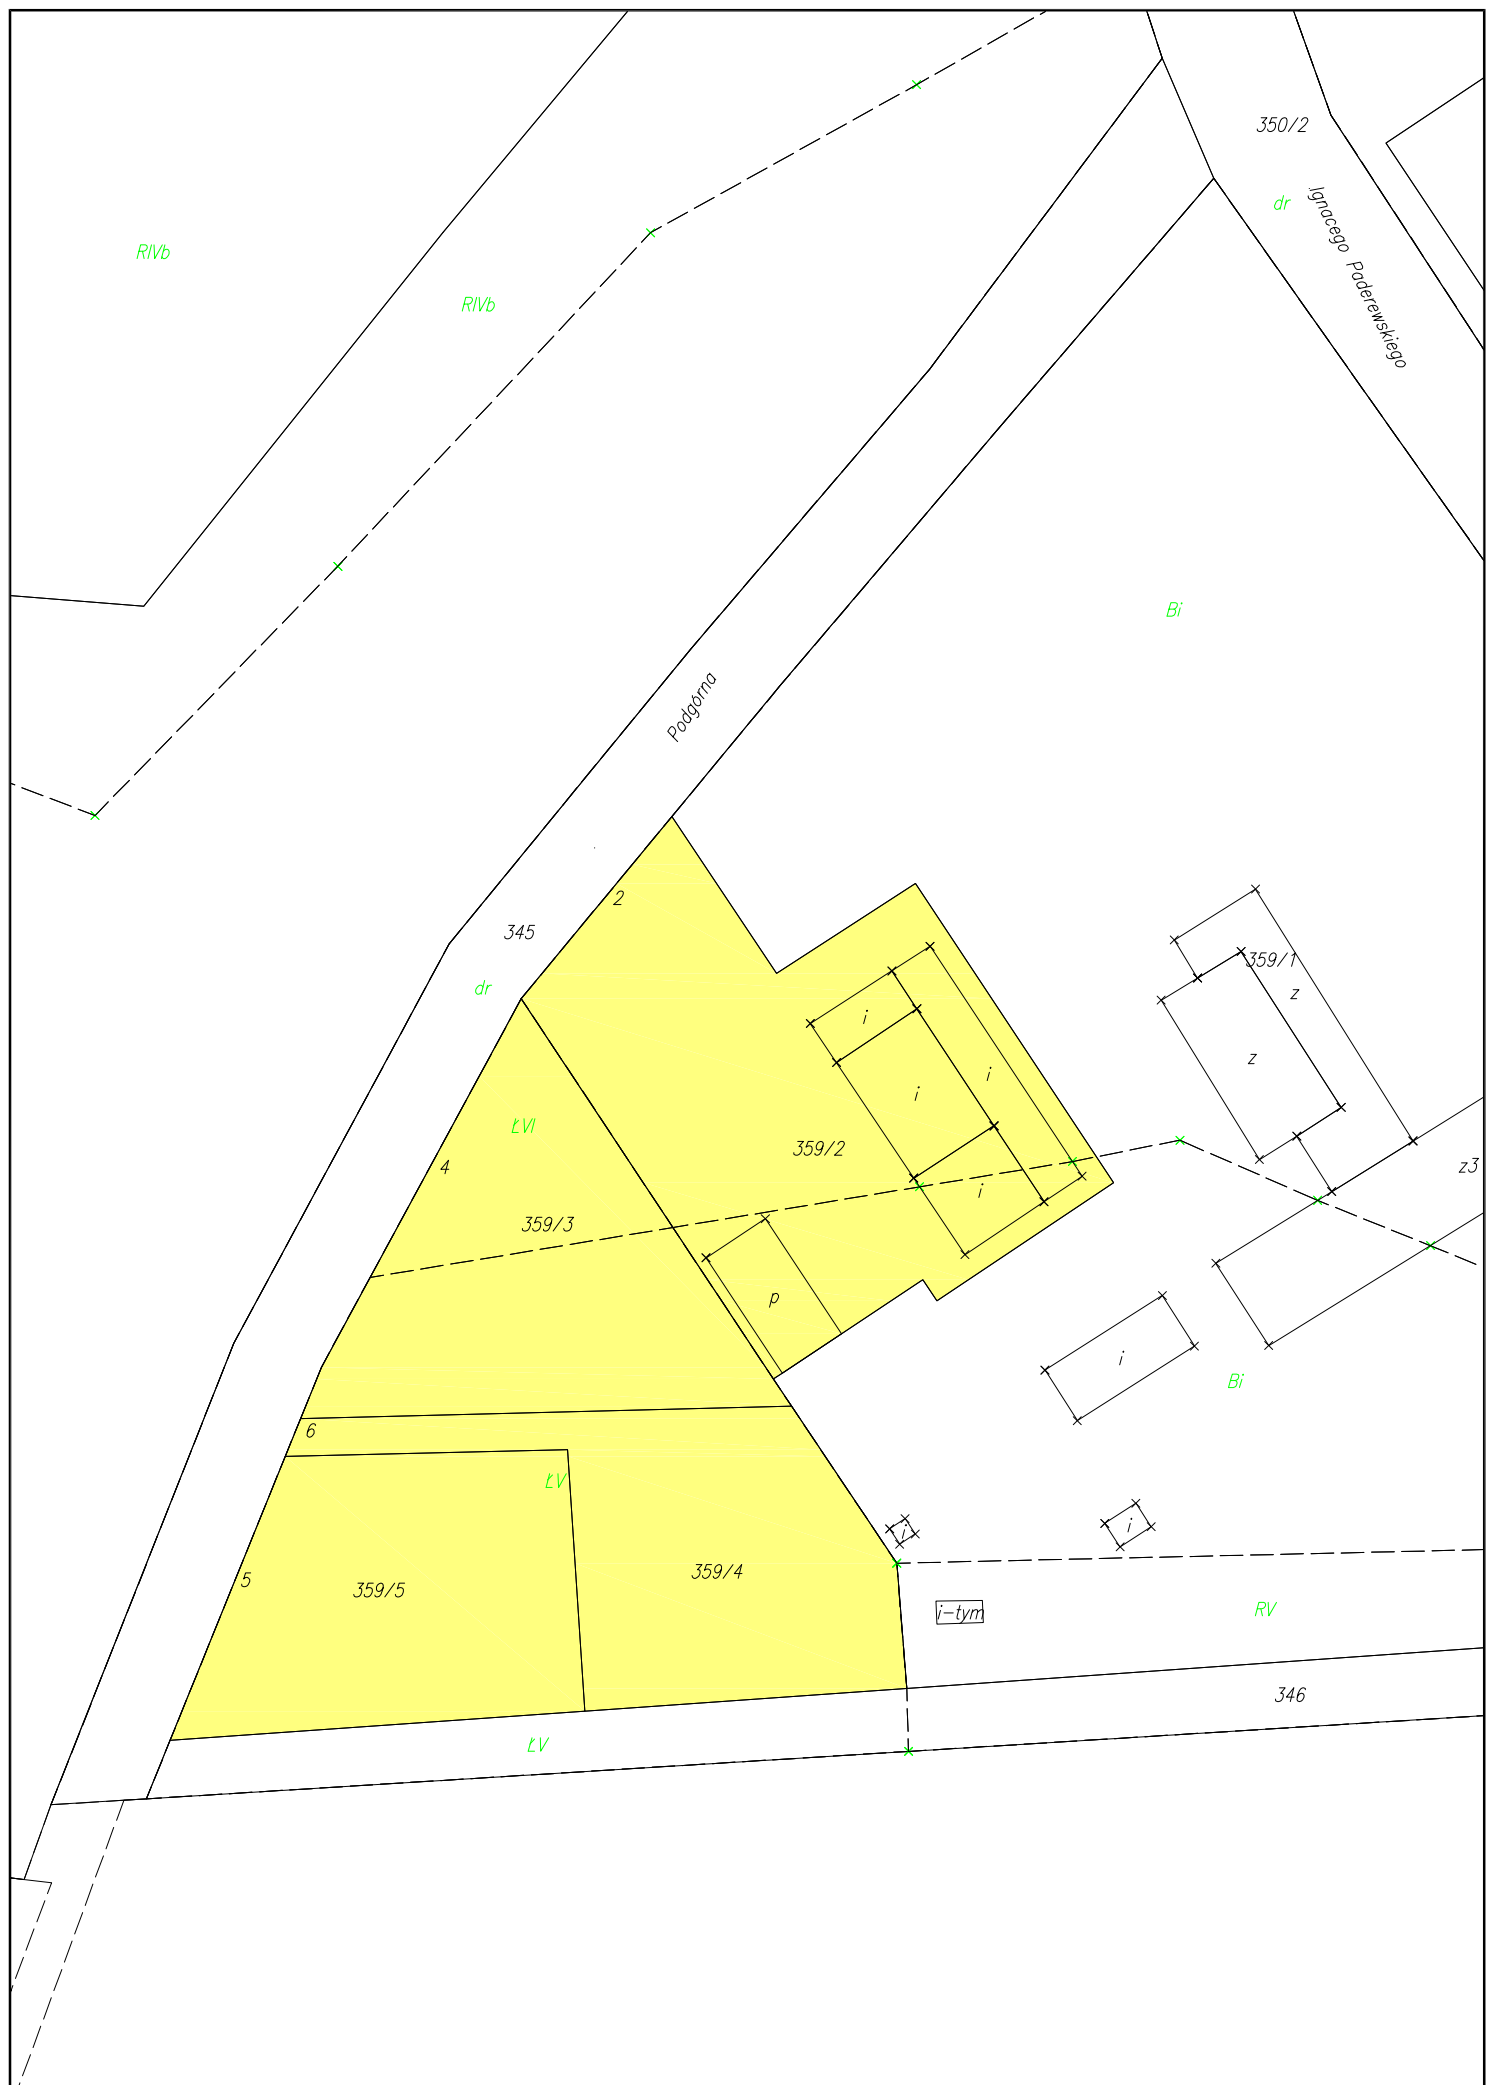 350/2
dr
Ignacego Paderewskiego
RIVb
RIVb
Bi
Podgórna
2
345
dr
359/1
z
z
i
i
i
i
ŁVI
359/2
4
z3
359/3
p
i
Bi
6
ŁV
i
i
359/4
5
359/5
i-tym
RV
346
ŁV